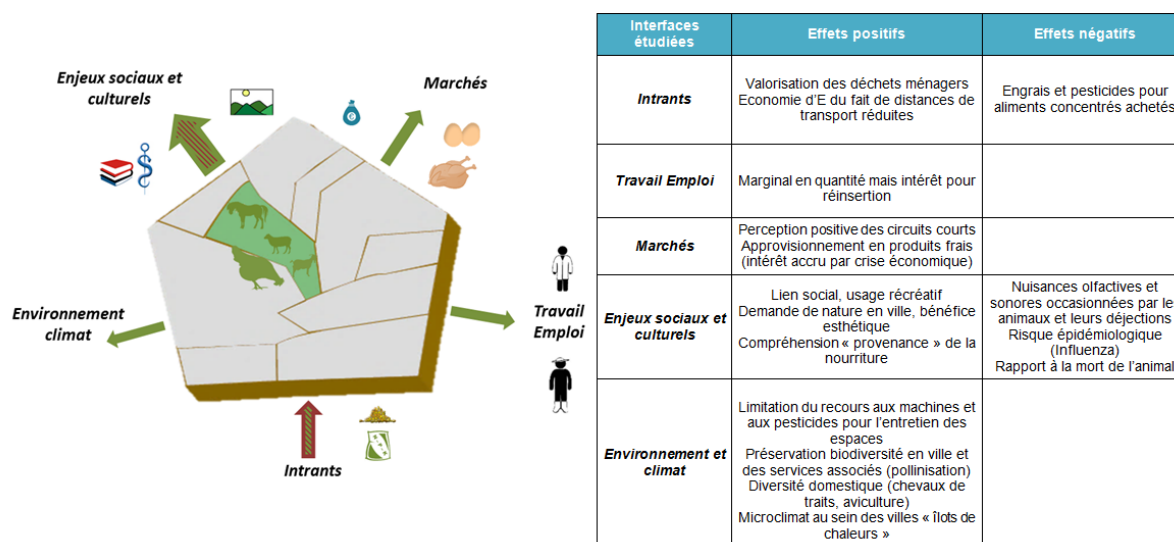 Enjeux sociaux et
culturels
Marchés
€
Environnement
climat
Travail
Emploi
Intrants
Interfaces
étudiées
Effets positifs
Effets négatifs
Intrants
Valorisation des déchets ménagers
Economie d'E du fait de distances de
transport réduites
Engrais et pesticides pour
aliments concentrés achetés
Travail Emploi
Marginal en quantité mais intérêt pour
réinsertion
Marchés
Perception positive des circuits courts
Approvisionnement en produits frais
(intérêt accru par crise économique)
Enjeux sociaux et
culturels
Lien social, usage récréatif
Demande de nature en ville, bénéfice
esthétique
Compréhension « provenance » de la
nourriture
Nuisances olfactives et
sonores occasionnées par le
animaux et leurs déjections
Risque épidémiologique
(Influenza)
Rapport à la mort de l'animal
Environnement et
climat
Limitation du recours aux machines et
aux pesticides pour l'entretien des
espaces
Préservation biodiversité en ville et
des services associés (pollinisation)
Diversité domestique (chevaux de
traits, aviculture)
Microclimat au sein des villes « îlots de
chaleurs »